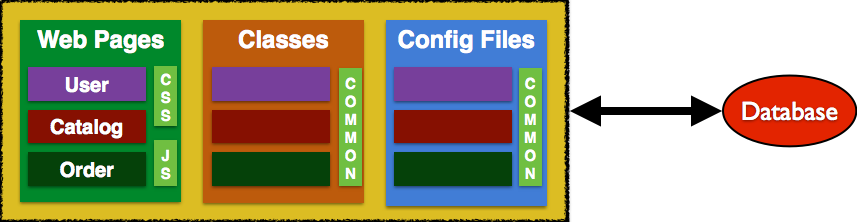 Web Pages
User
Catalog
Order
CSS
JS
Classes
COMMON
Config Files
COMMON
Database